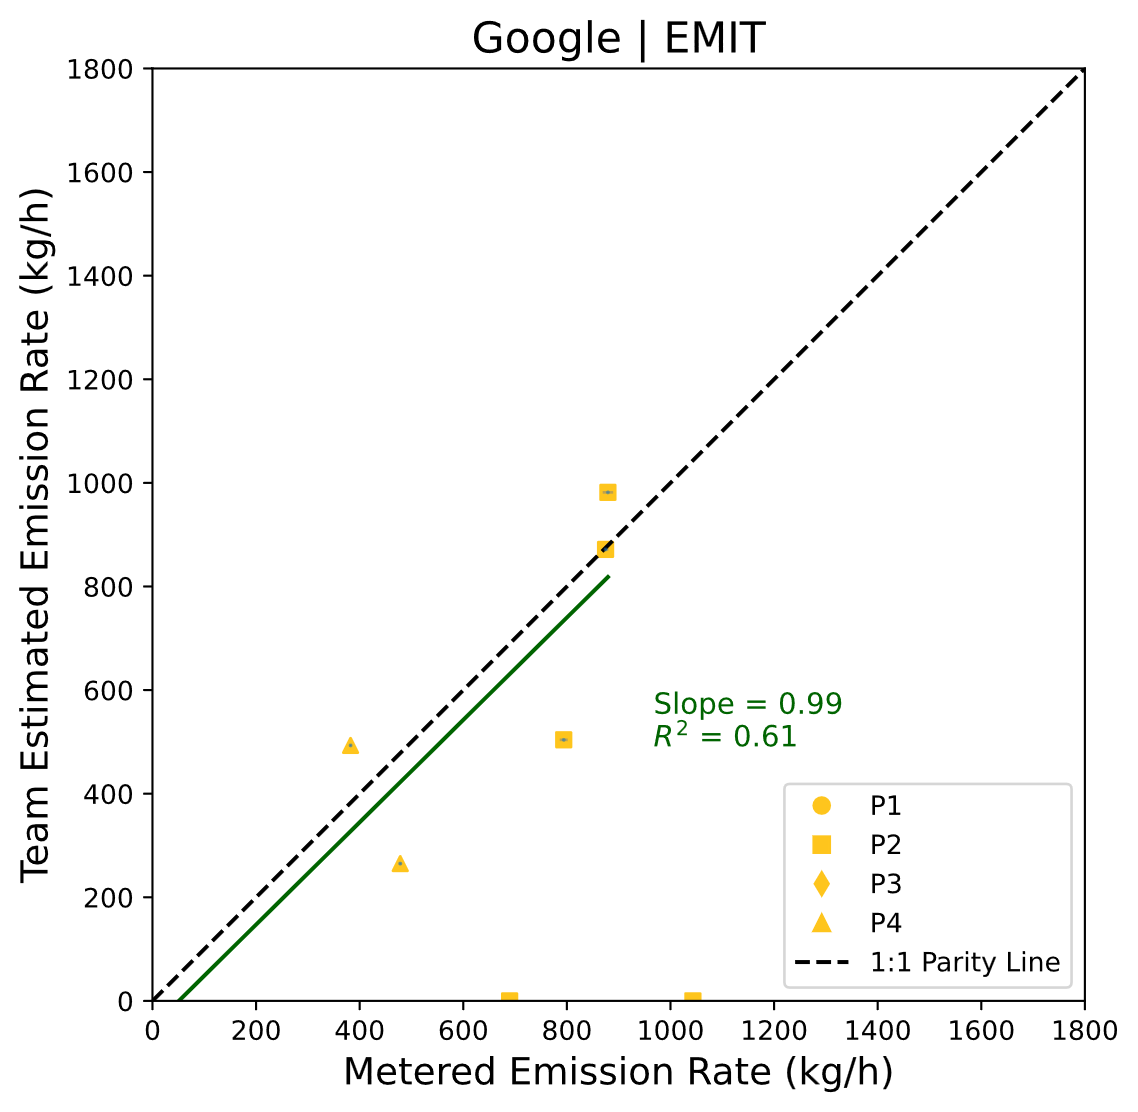 Google | EMIT
Team Estimated Emission Rate (kg/h)
1800
1600
1400
1200
1000
800
600
400
200
0
Slope = 0.99
R² = 0.61
P1
P2
P3
P4
1:1 Parity Line
0 200 400 600 800 1000 1200 1400 1600 1800
Metered Emission Rate (kg/h)